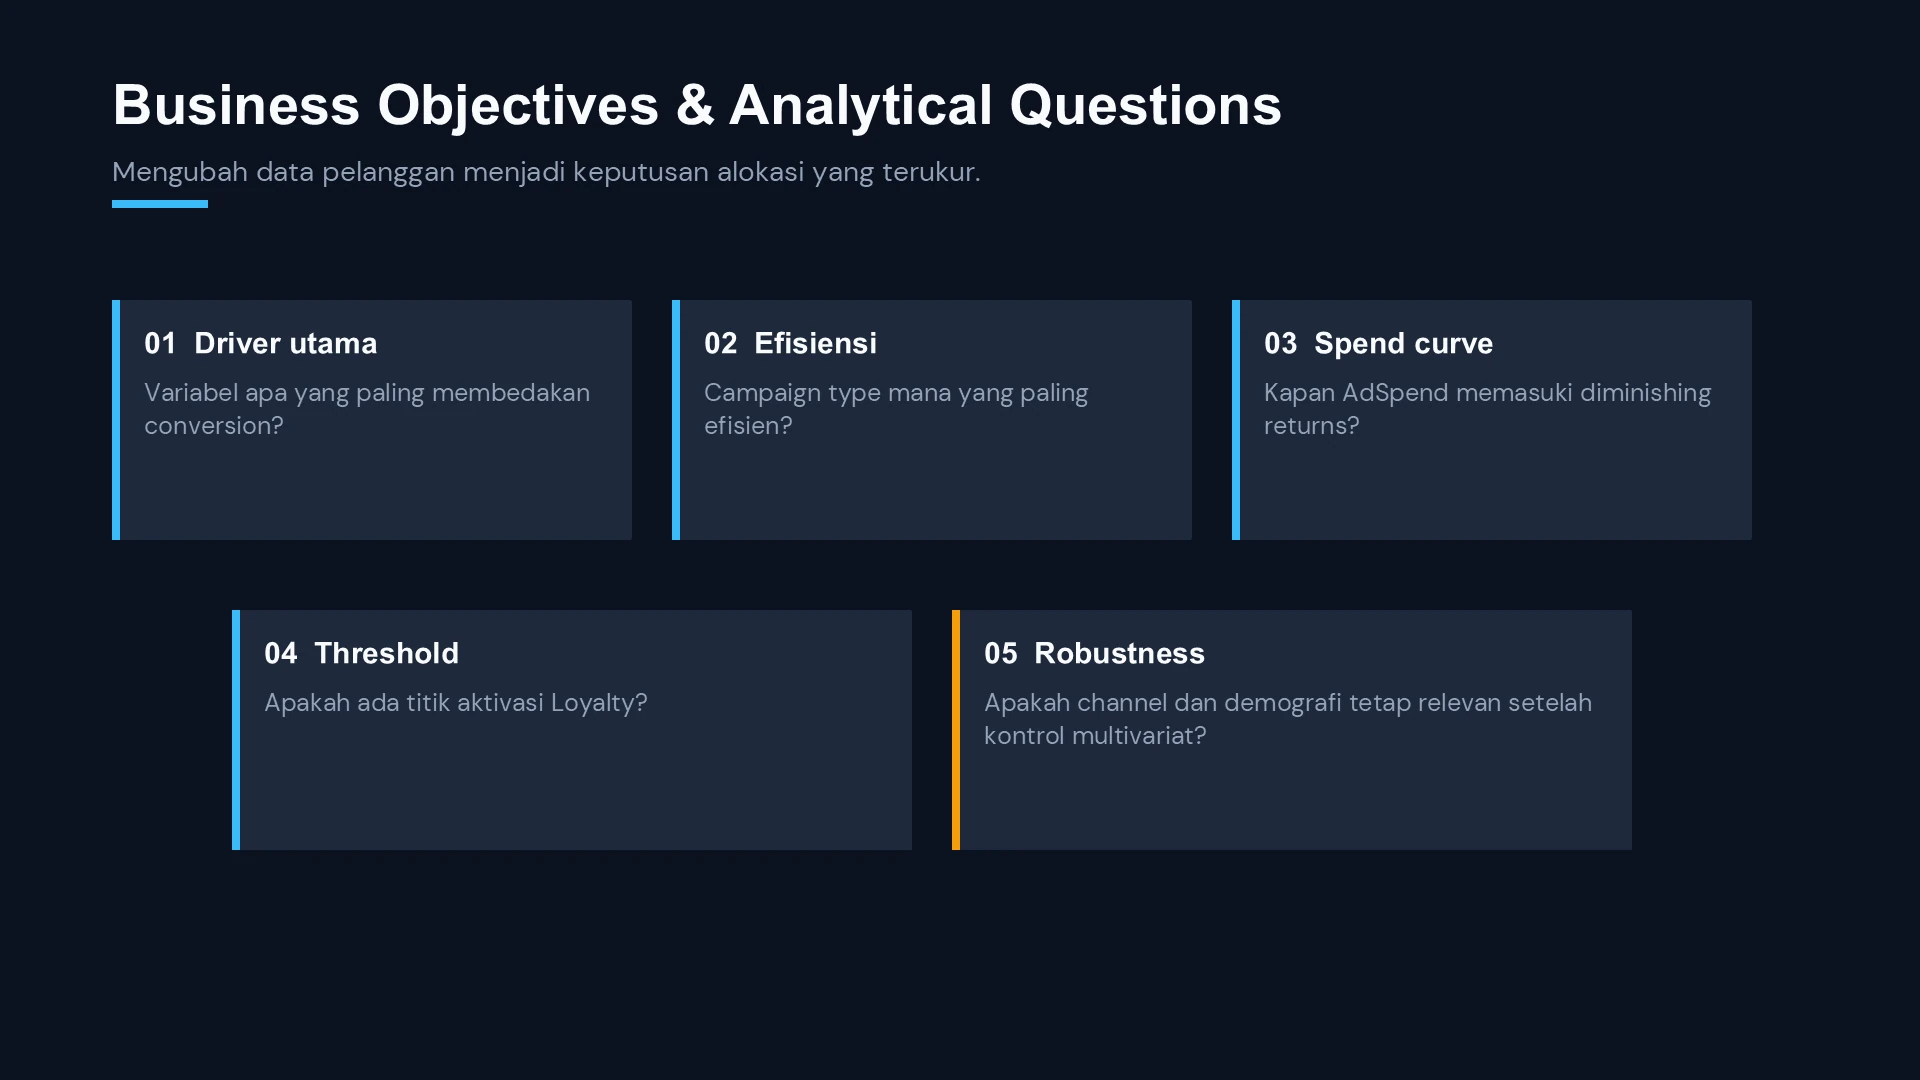 Business Objectives & Analytical Questions
Mengubah data pelanggan menjadi keputusan alokasi yang terukur.
01 Driver utama
Variabel apa yang paling membedakan
conversion?
02 Efisiensi
Campaign type mana yang paling
efisien?
03 Spend curve
Kapan AdSpend memasuki diminishing
returns?
04 Threshold
Apakah ada titik aktivasi Loyalty?
05 Robustness
Apakah channel dan demografi tetap relevan setelah
kontrol multivariat?